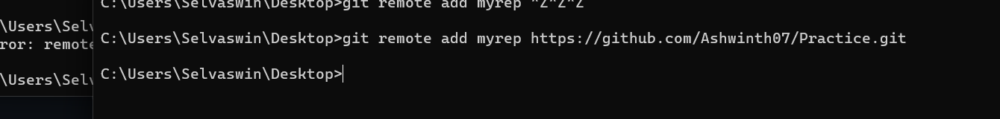 C:\Users\Selvaswin\Desktop>git remote add myrep ^Z^Z^Z
\Users\Selv
ror: remote
C:\Users\Selvaswin\Desktop>git remote add myrep https://github.com/Ashwinth07/Practice.git
\Users\Selv
C:\Users\Selvaswin\Desktop>